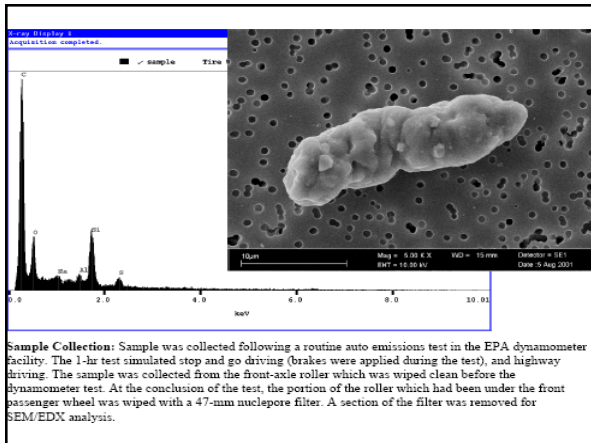 X-ray Display 1
Acquisition completed.
sample Tire
C
O
Na
Al
Si
S
0.0 2.0 4.0 6.0 8.0 10.01
keV
10µm Mag = 5.00 K X WD = 15 mm Detector = SE1
EHT = 10.00 kV Date :5 Aug 2001
Sample Collection: Sample was collected following a routine auto emissions test in the EPA dynamometer
facility. The 1-hr test simulated stop and go driving (brakes were applied during the test), and highway
driving. The sample was collected from the front-axle roller which was wiped clean before the
dynamometer test. At the conclusion of the test, the portion of the roller which had been under the front
passenger wheel was wiped with a 47-mm nuclepore filter. A section of the filter was removed for
SEM/EDX analysis.